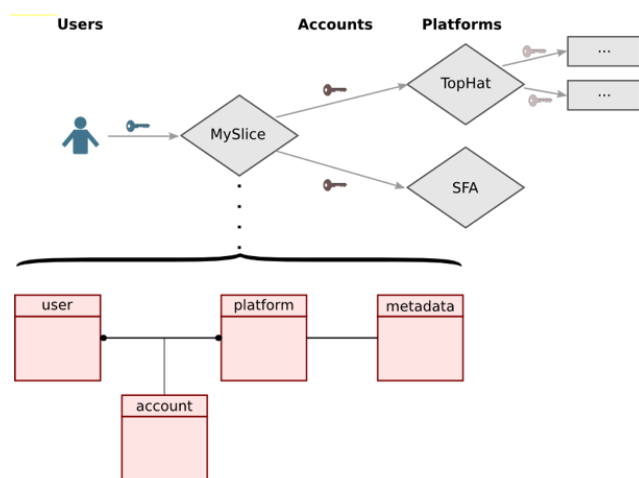 Users
Accounts
Platforms
TopHat
...
...
MySlice
SFA
user
platform
metadata
account